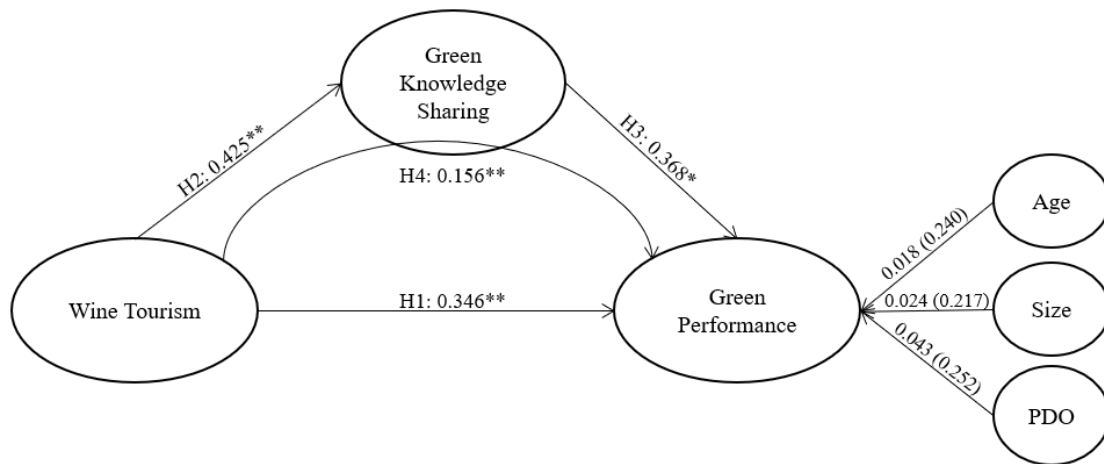 Green
Knowledge
Sharing
H2: 0.425**
H3: 0.368*
H4: 0.156**
Wine Tourism
H1: 0.346**
Green
Performance
0.018 (0.240)
0.024 (0.217)
0.043 (0.252)
Age
Size
PDO